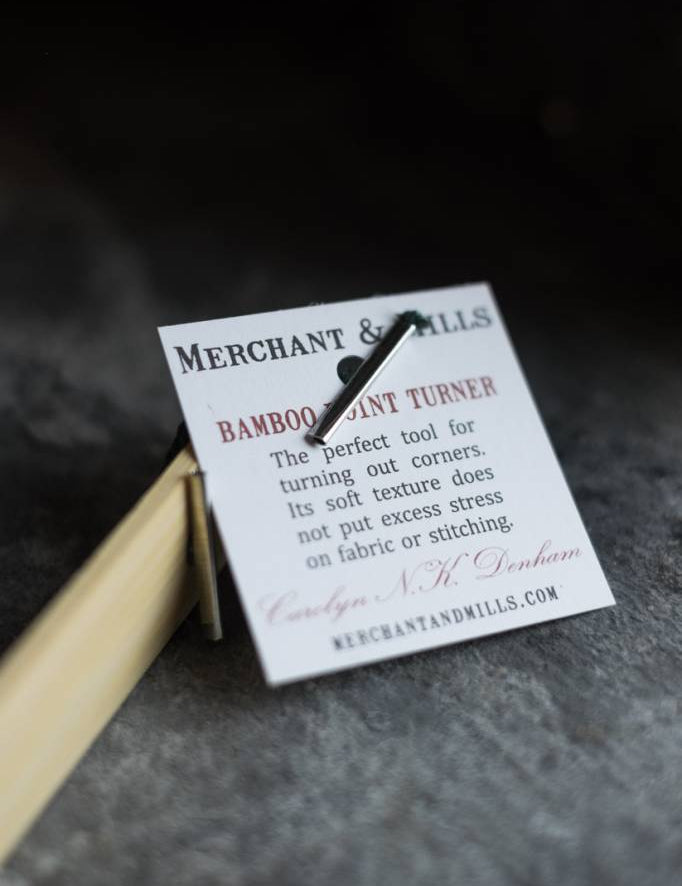 MERCHANT & MILLS
BAMBOO POINT TURNER
The perfect tool for
turning out corners.
Its soft texture does
not put excess stress
on fabric or stitching.
Carolyn N.K. Denham
MERCHANTANDMILLS.COM